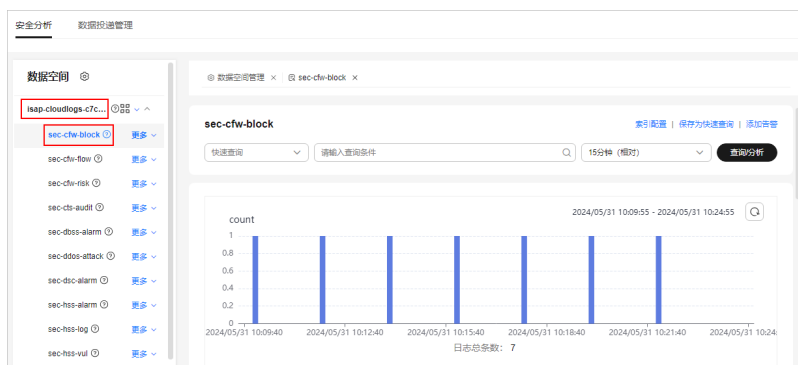 安全分析 数据投递管理
数据空间
数据空间管理 × sec-cfw-block ×
isap-cloudlogs-c7c...
sec-cfw-block 更多
sec-cfw-flow 更多
sec-cfw-risk 更多
sec-cts-audit 更多
sec-dbss-alarm 更多
sec-ddos-attack 更多
sec-dsc-alarm 更多
sec-hss-alarm 更多
sec-hss-log 更多
sec-hss-vul 更多
sec-cfw-block 索引配置 | 保存为快速查询 | 添加告警
快速查询 请输入查询条件 15分钟（相对） 查询/分析
count 2024/05/31 10:09:55 - 2024/05/31 10:24:55
1
0.8
0.6
0.4
0.2
0
2024/05/31 10:09:40 2024/05/31 10:12:40 2024/05/31 10:15:40 2024/05/31 10:18:40 2024/05/31 10:21:40 2024/05/31 10:24:
日志总条数： 7